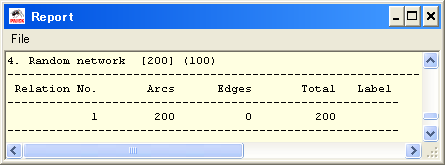 Report
File
4. Random network [200] (100)
--------------------------------------------------------------
Relation No. Arcs Edges Total Label
--------------------------------------------------------------
1 200 0 200
--------------------------------------------------------------